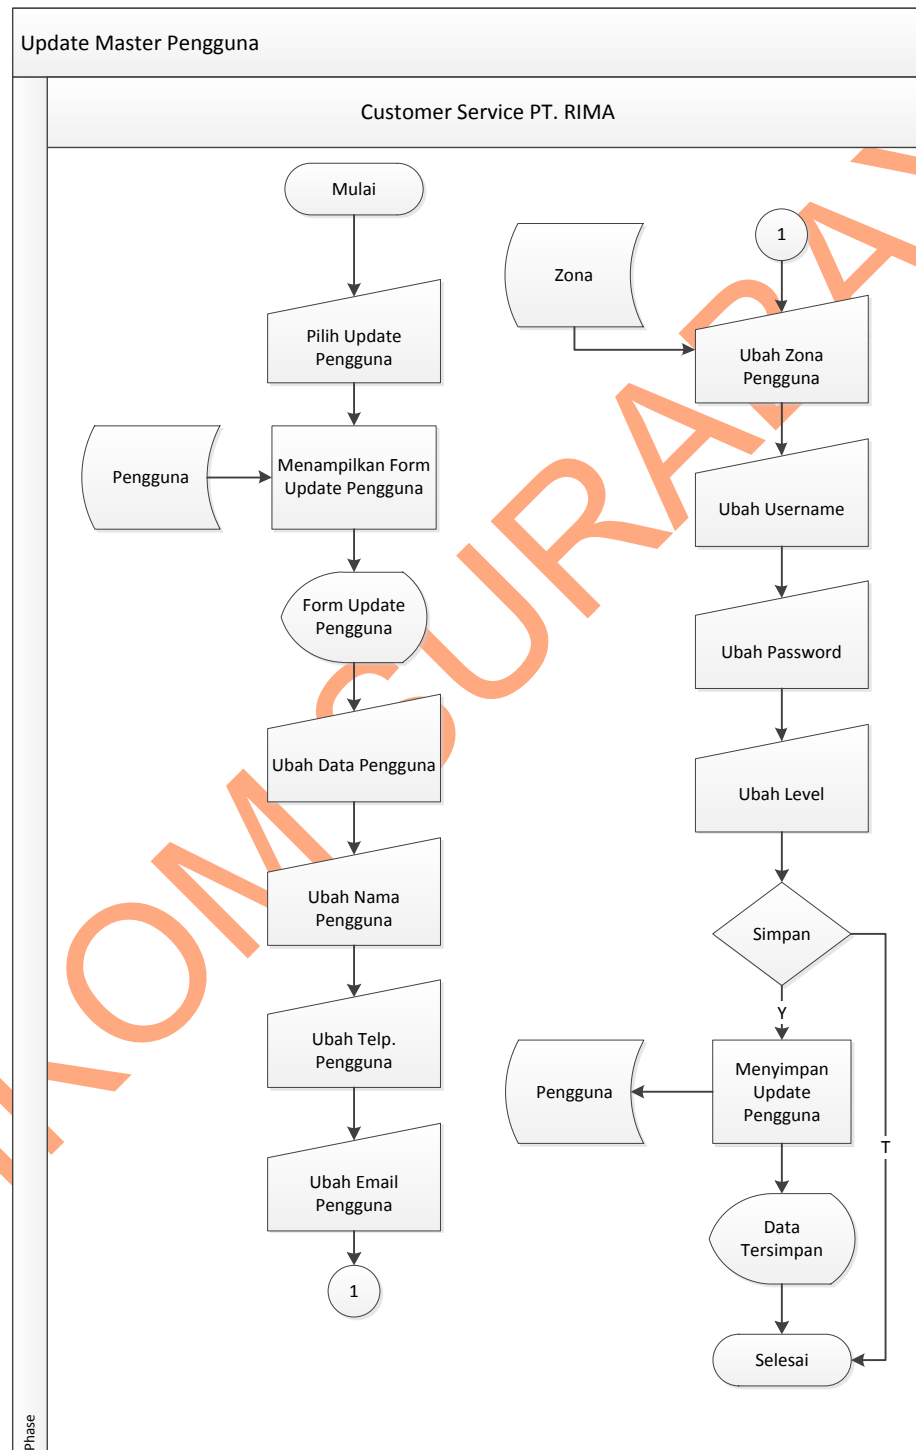 Update Master Pengguna
Customer Service PT. RIMA
Phase
Mulai
Pilih Update
Pengguna
Pengguna
Menampilkan Form
Update Pengguna
Form Update
Pengguna
Ubah Data Pengguna
Ubah Nama
Pengguna
Ubah Telp.
Pengguna
Ubah Email
Pengguna
1
1
Zona
Ubah Zona
Pengguna
Ubah Username
Ubah Password
Ubah Level
Simpan
Y
T
Menyimpan
Update
Pengguna
Pengguna
Data
Tersimpan
Selesai
KOM SURABAY